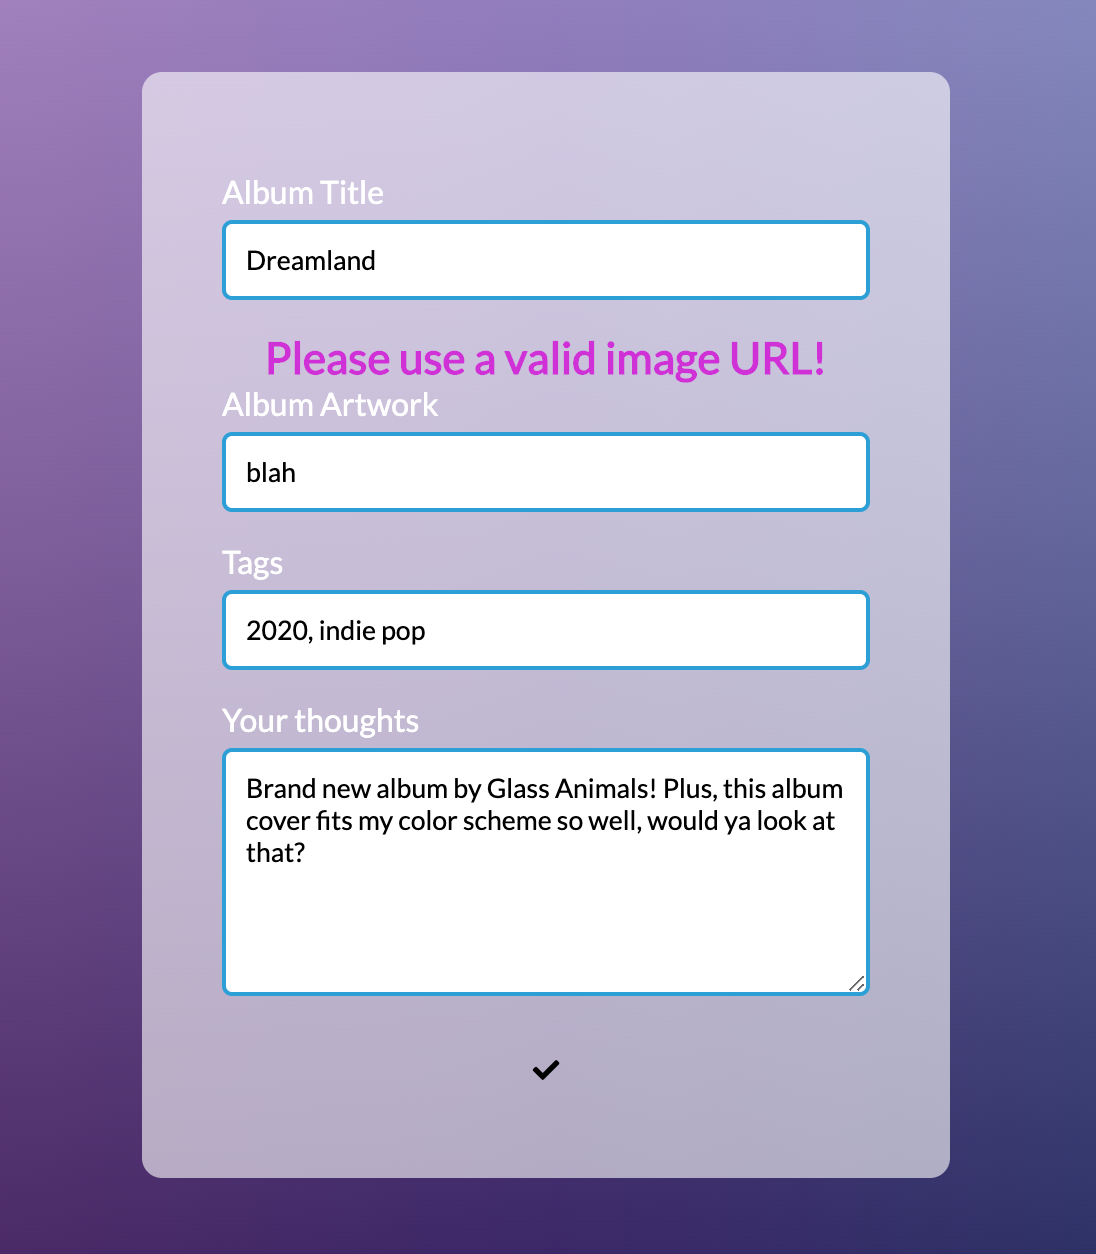 Album Title
Dreamland
Please use a valid image URL!
Album Artwork
blah
Tags
2020, indie pop
Your thoughts
Brand new album by Glass Animals! Plus, this album
cover fits my color scheme so well, would ya look at
that?